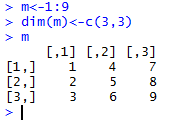 > m<-1:9
> dim(m)<-c(3,3)
> m
     [,1] [,2] [,3]
[1,]    1    4    7
[2,]    2    5    8
[3,]    3    6    9
>